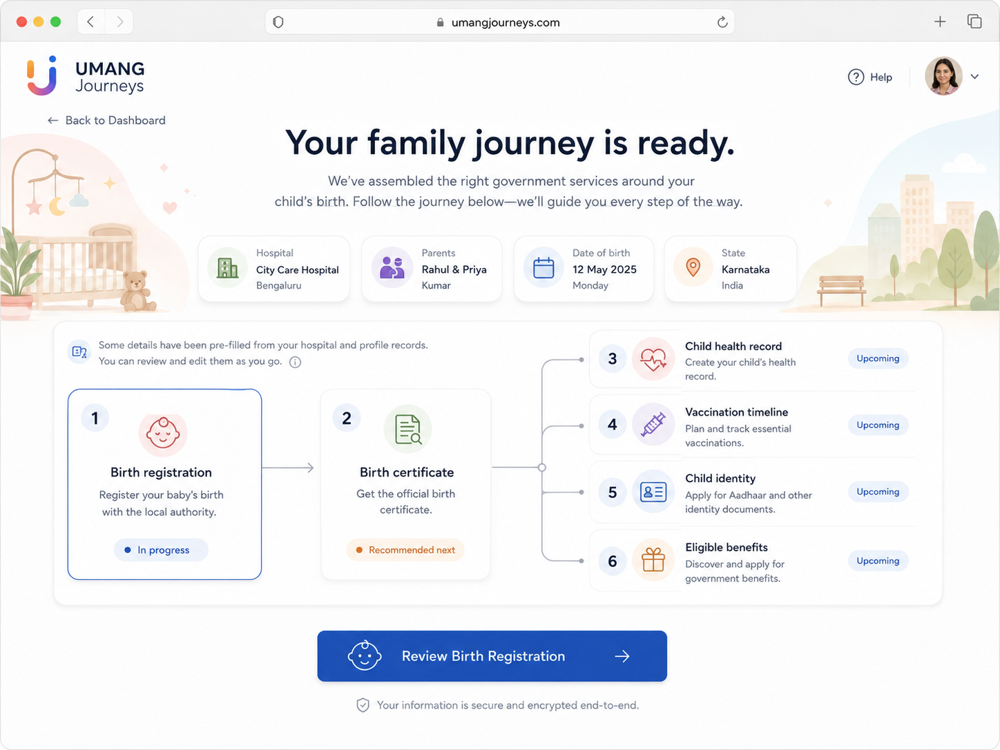 umangjourneys.com
UMANG
Journeys
Help
Back to Dashboard
Your family journey is ready.
We've assembled the right government services around your
child's birth. Follow the journey below—we'll guide you every step of the way.
Hospital
City Care Hospital
Bengaluru
Parents
Rahul & Priya
Kumar
Date of birth
12 May 2025
Monday
State
Karnataka
India
Some details have been pre-filled from your hospital and profile records.
You can review and edit them as you go.
1
Birth registration
Register your baby's birth
with the local authority.
In progress
2
Birth certificate
Get the official birth
certificate.
Recommended next
3
Child health record
Create your child's health
record.
Upcoming
4
Vaccination timeline
Plan and track essential
vaccinations.
Upcoming
5
Child identity
Apply for Aadhaar and other
identity documents.
Upcoming
6
Eligible benefits
Discover and apply for
government benefits.
Upcoming
Review Birth Registration
Your information is secure and encrypted end-to-end.